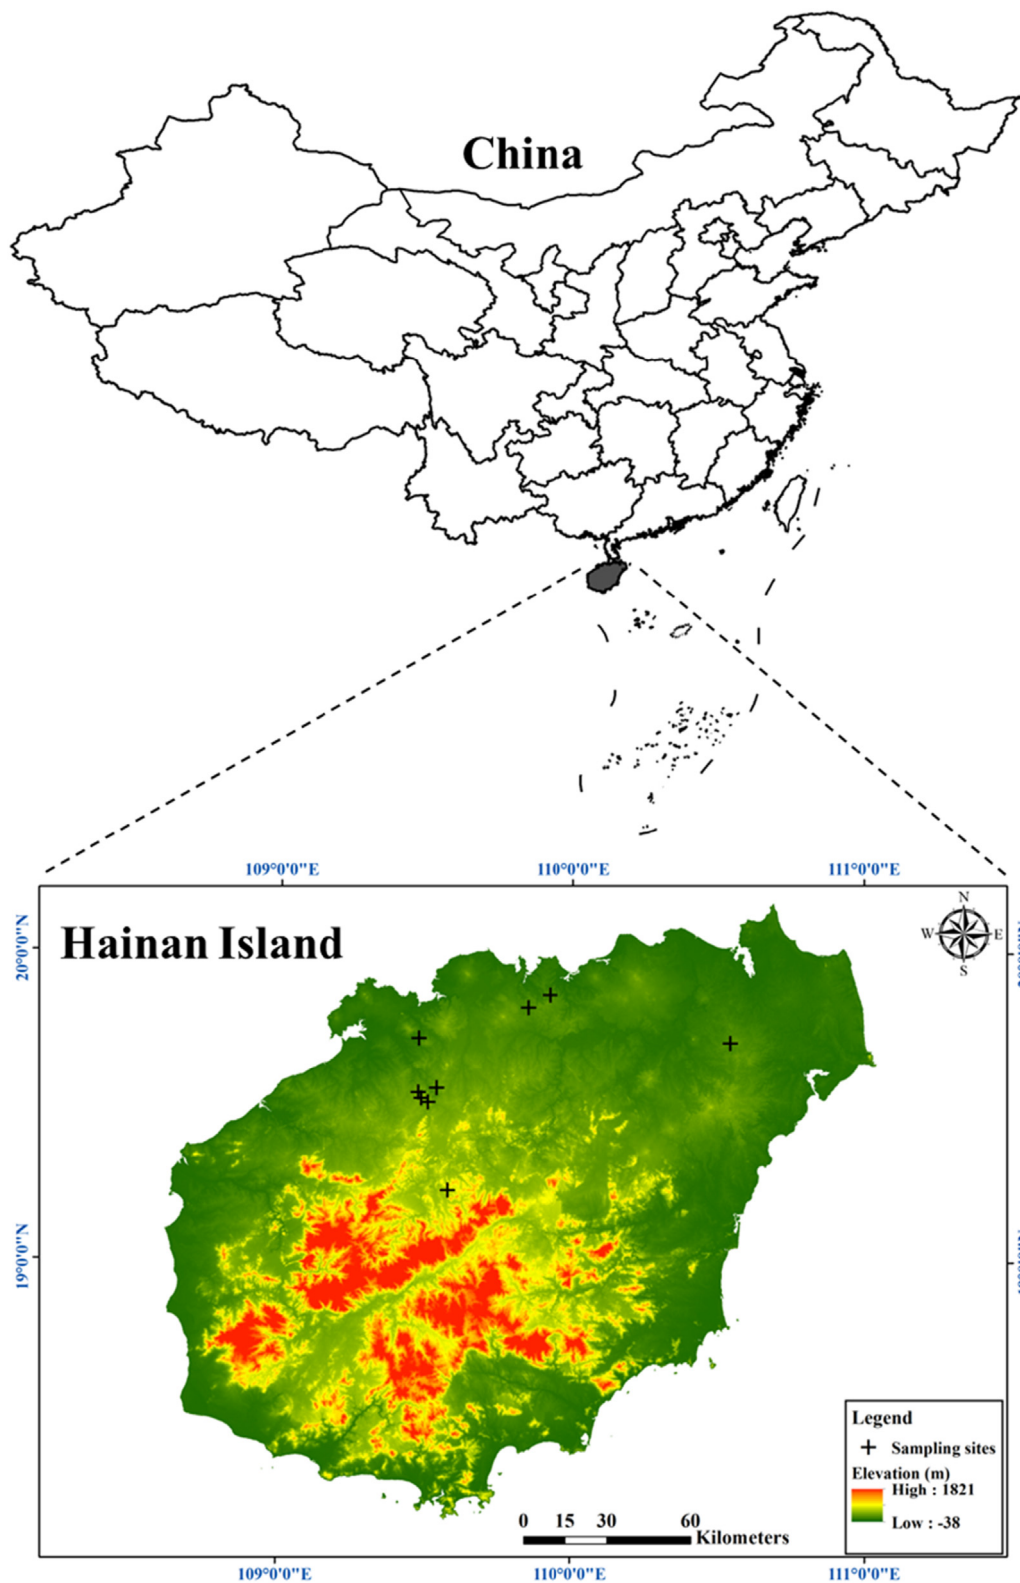 China
109°0'0"E 110°0'0"E 111°0'0"E
Hainan Island
N
W E
S
20°0'0"N
19°0'0"N
Legend
Sampling sites
Elevation (m)
High : 1821
Low : -38
0 15 30 60
Kilometers
109°0'0"E 110°0'0"E 111°0'0"E